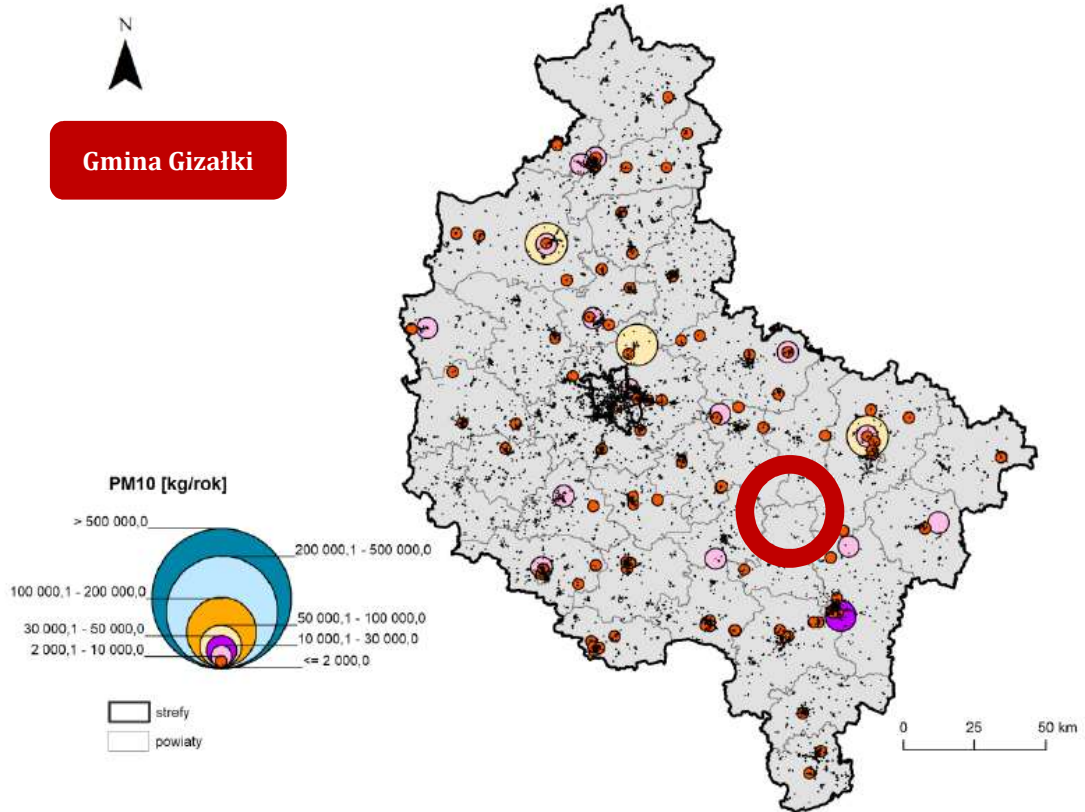 N
Gmina Gizałki
PM10 [kg/rok]
> 500 000,0
200 000,1 - 500 000,0
100 000,1 - 200 000,0
50 000,1 - 100 000,0
30 000,1 - 50 000,0
10 000,1 - 30 000,0
2 000,1 - 10 000,0
<= 2 000,0
strefy
powiaty
0 25 50 km